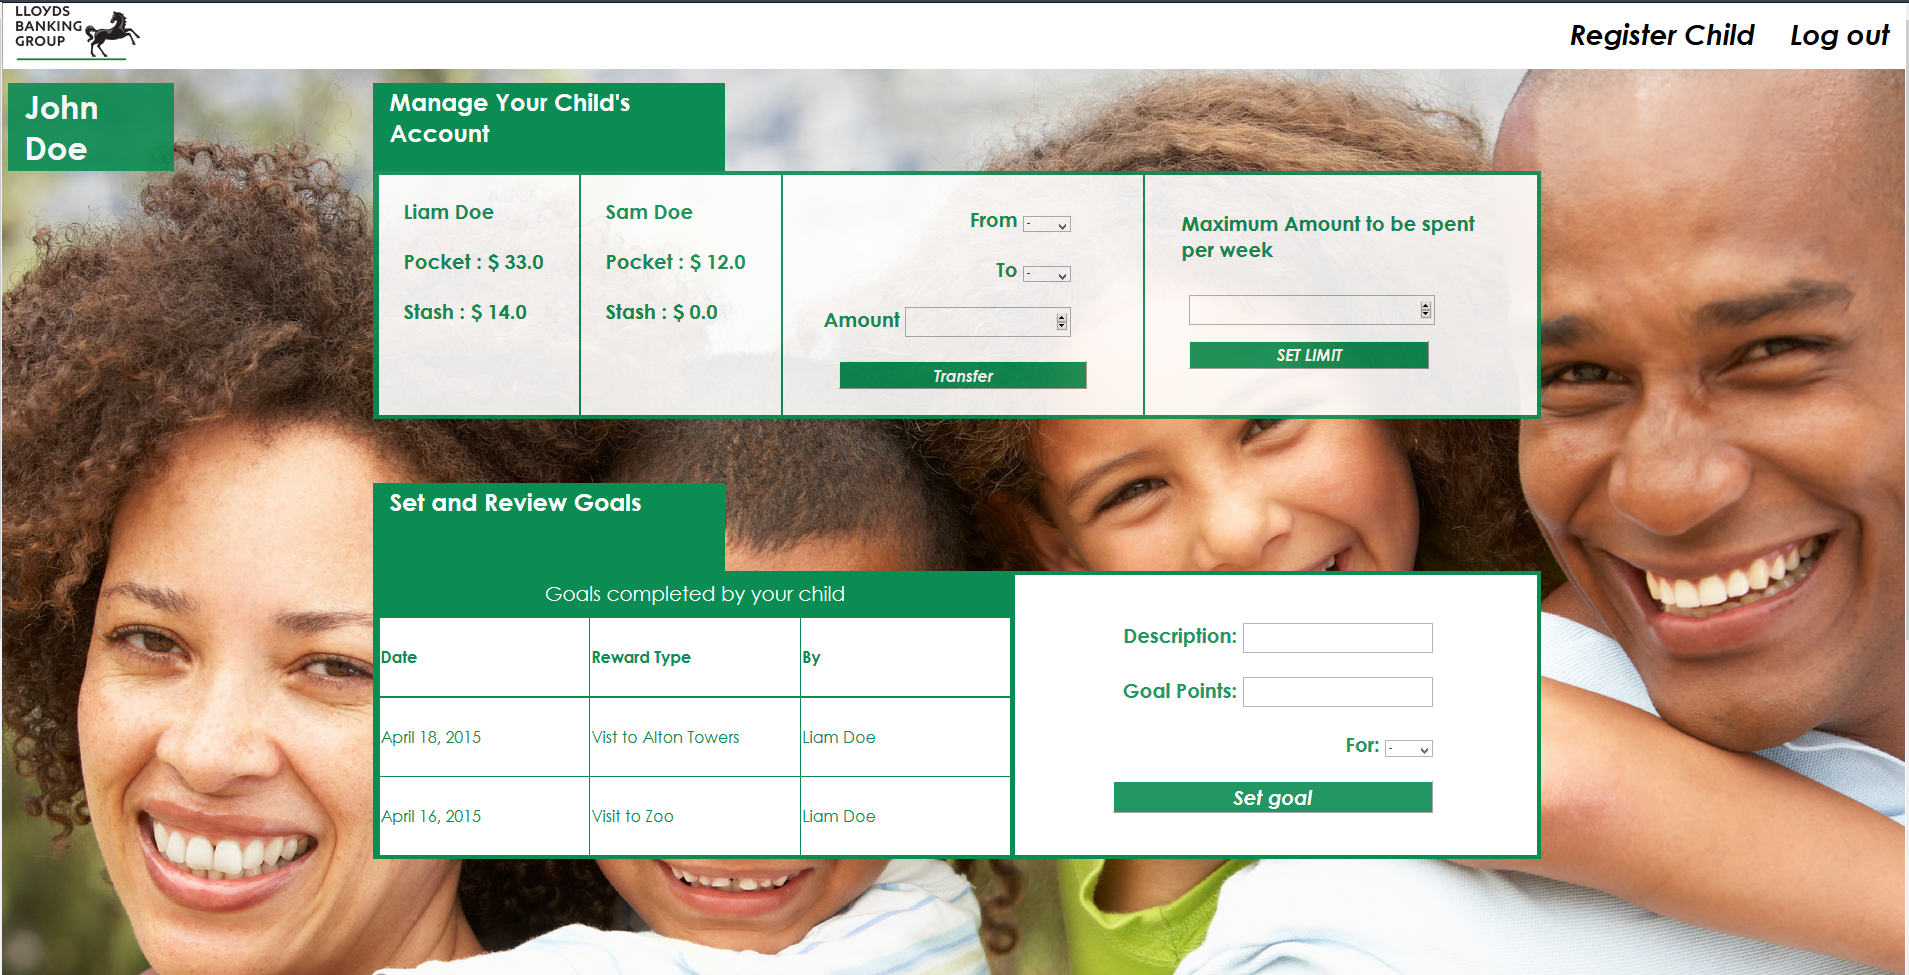 LLOYDS
BANKING
GROUP
Register Child
Log out
John
Doe
Manage Your Child's
Account
Liam Doe
Pocket : $ 33.0
Stash : $ 14.0
Sam Doe
Pocket : $ 12.0
Stash : $ 0.0
From -
To -
Amount
Transfer
Maximum Amount to be spent
per week
SET LIMIT
Set and Review Goals
Goals completed by your child
Date Reward Type By
April 18, 2015 Vist to Alton Towers Liam Doe
April 16, 2015 Visit to Zoo Liam Doe
Description:
Goal Points:
For: -
Set goal